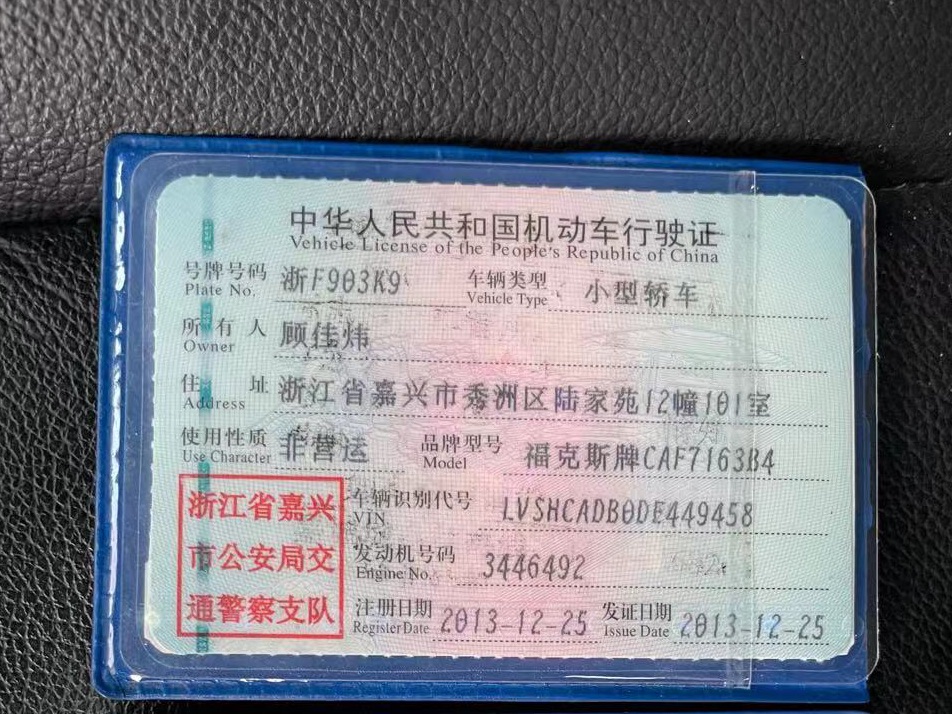 中华人民共和国机动车行驶证
Vehicle License of the People's Republic of China
号牌号码 浙F903K9 车辆类型 小型轿车
Plate No. Vehicle Type
所有人 顾佳炜
Owner
住址 浙江省嘉兴市秀洲区陆家苑12幢101室
Address
使用性质 非营运 品牌型号 福克斯牌CAF7163B4
Use Character Model
浙江省嘉兴
市公安局交
通警察支队
车辆识别代号 LVSHCADB0DE449458
VIN
发动机号码 3446492
Engine No.
注册日期 2013-12-25 发证日期 2013-12-25
Register Date Issue Date